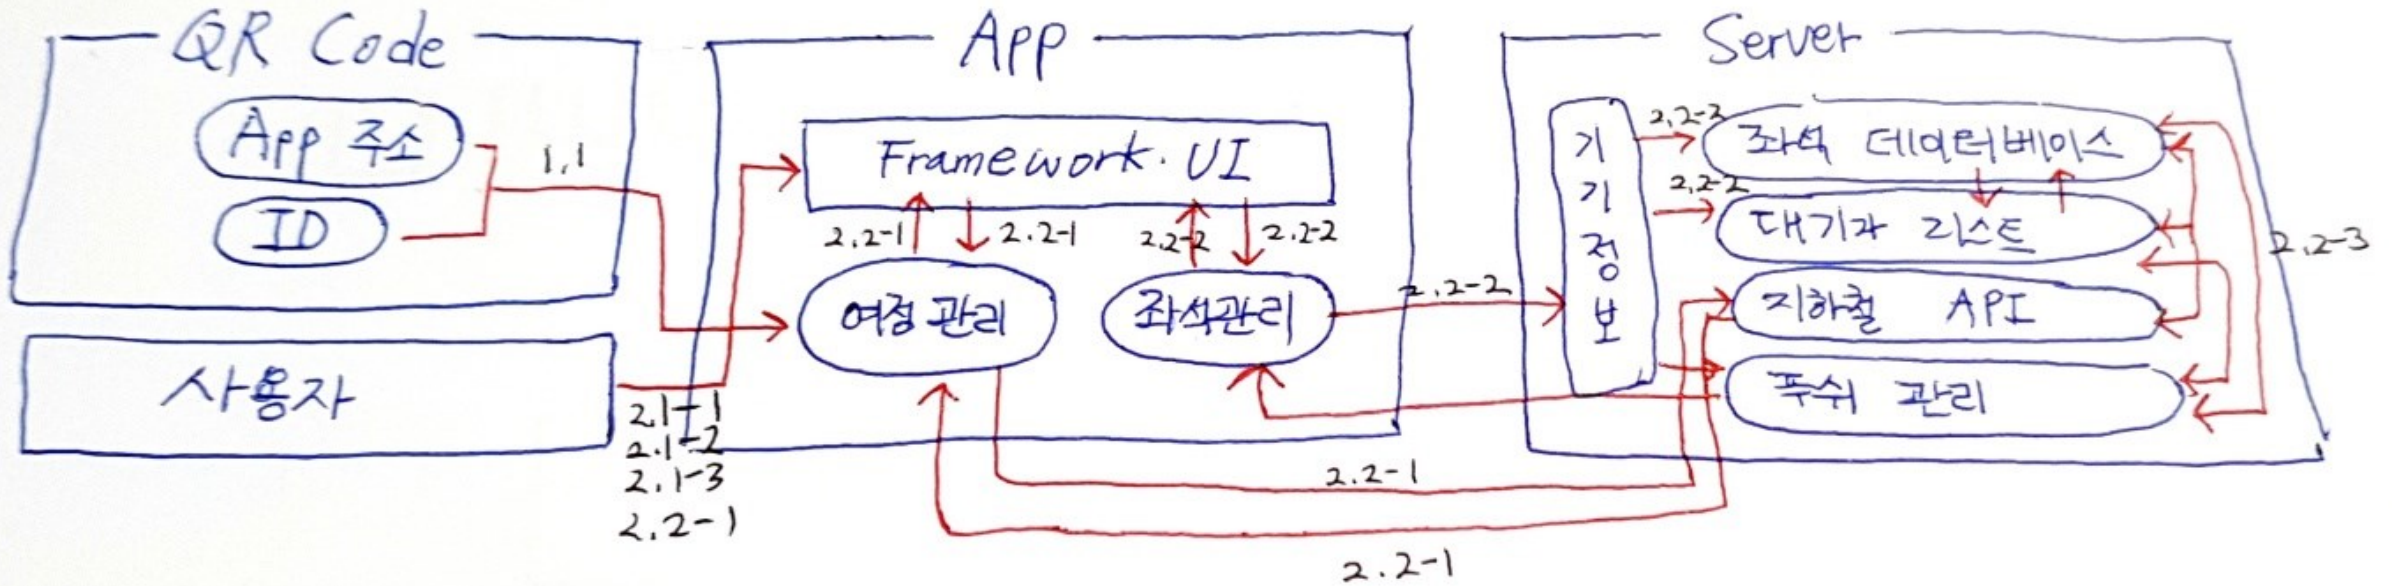 QR Code
App 주소
ID
1.1
사용자
2.1-1
2.1-2
2.1-3
2.2-1
App
Framework. UI
2.2-1
2.2-1
2.2-2
2.2-2
여정관리
좌석관리
2.2-2
2.2-1
2.2-1
Server
기기정보
2.2-2
좌석 데이터베이스
2.2-2
대기자 리스트
지하철 API
푸쉬 관리
2.2-3